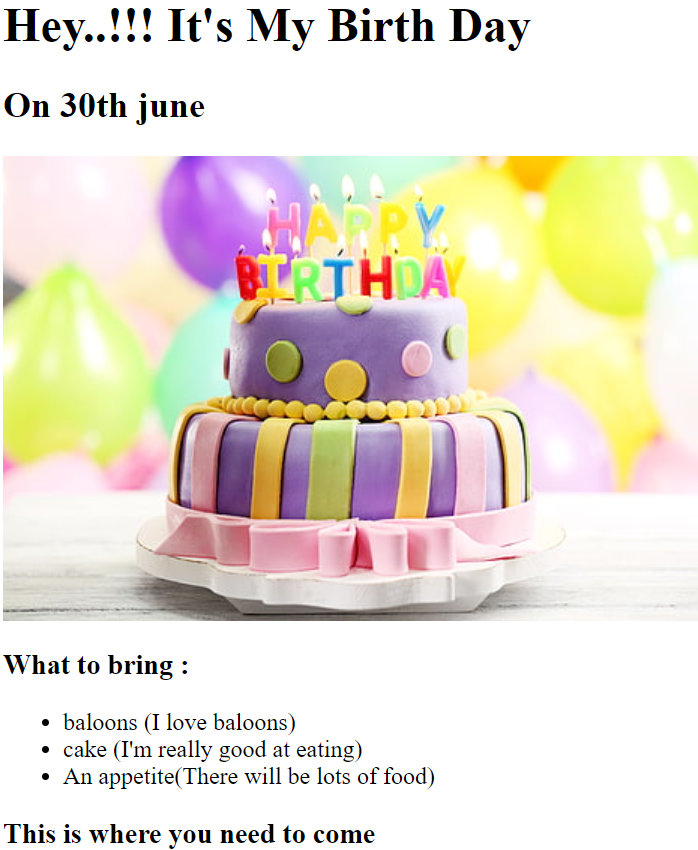 Hey..!!! It's My Birth Day
On 30th june
HAPPY
BIRTHDAY
What to bring :
baloons (I love baloons)
cake (I'm really good at eating)
An appetite(There will be lots of food)
This is where you need to come